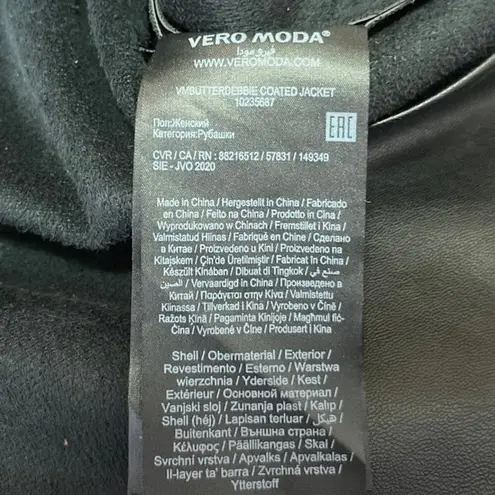 VERO MODA®
فيرو مودا
WWW.VEROMODA.COM
VMBUTTERDEBBIE COATED JACKET
10235687
Пол:Женский
Категория:Рубашки
EAC
CVR / CA / RN : 88216512 / 57831 / 149349
SIE - JVO 2020
Made in China / Hergestellt in China / Fabricado
en China / Feito na China / Prodotto in Cina /
Wyprodukowano w Chinach / Fremstillet i Kina /
Valmistatud Hiinas / Fabriqué en Chine / Сделано
в Китае / Proizvedeno u Kini / Proizvedeno na
Kitajskem / Çin'de Üretilmiştir / Fabricat în China /
Készült Kínában / Dibuat di Tiongkok / صنع في
الصين / Vervaardigd in China / Произведено в
Китай / Παράγεται στην Κίνα / Valmistettu
Kiinassa / Tillverkad i Kina / Vyrobeno v Číně /
Ražots Ķīnā / Pagaminta Kinijoje / Magħmul fiċ-
Ċina / Vyrobené v Číne / Produsert i Kina
Shell / Obermaterial / Exterior /
Revestimento / Esterno / Warstwa
wierzchnia / Yderside / Kest /
Extérieur / Основной материал /
Vanjski sloj / Zunanja plast / Kalıp /
Shell (héj) / Lapisan terluar / هيكل /
Buitenkant / Външна страна /
Κέλυφος / Päällikangas / Skal /
Svrchní vrstva / Apvalks / Apvalkalas /
Il-layer ta' barra / Zvrchná vrstva /
Ytterstoff